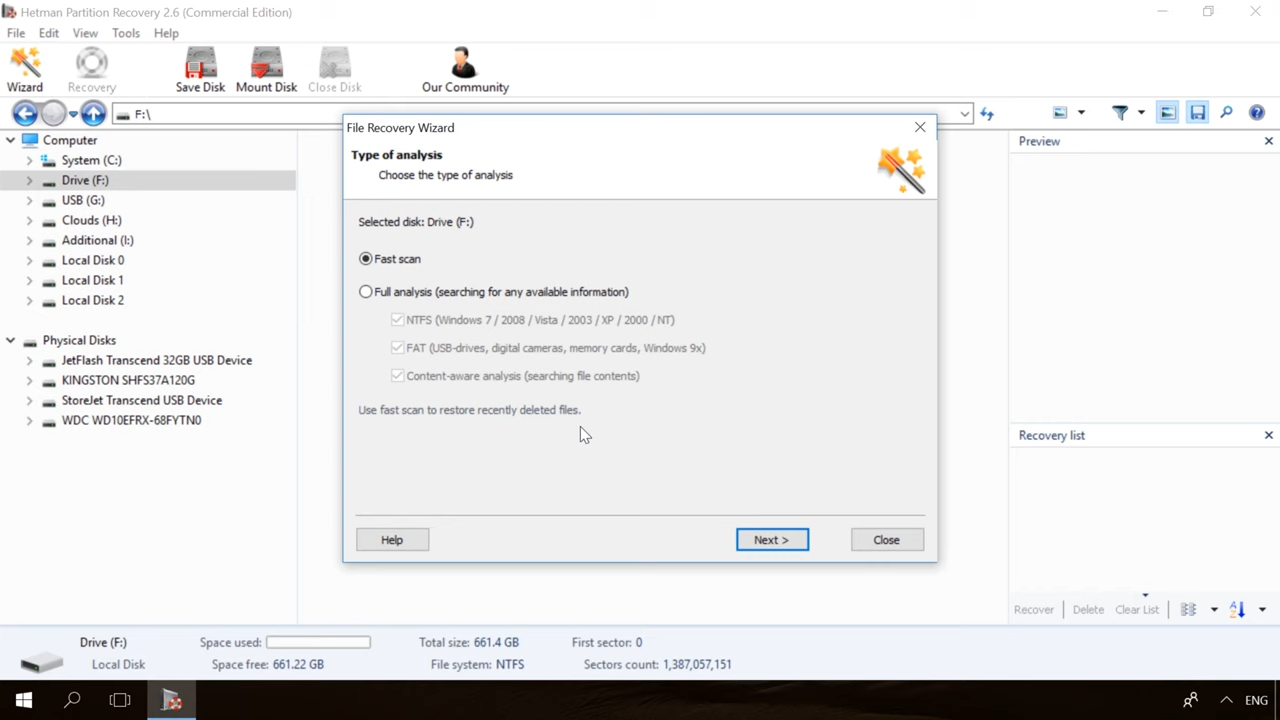 Hetman Partition Recovery 2.6 (Commercial Edition)
File Edit View Tools Help
Wizard Recovery Save Disk Mount Disk Close Disk Our Community
F:\
Computer
System (C:)
Drive (F:)
USB (G:)
Clouds (H:)
Additional (I:)
Local Disk 0
Local Disk 1
Local Disk 2
Physical Disks
JetFlash Transcend 32GB USB Device
KINGSTON SHFS37A120G
StoreJet Transcend USB Device
WDC WD10EFRX-68FYTN0
File Recovery Wizard
Type of analysis
Choose the type of analysis
Selected disk: Drive (F:)
Fast scan
Full analysis (searching for any available information)
NTFS (Windows 7 / 2008 / Vista / 2003 / XP / 2000 / NT)
FAT (USB-drives, digital cameras, memory cards, Windows 9x)
Content-aware analysis (searching file contents)
Use fast scan to restore recently deleted files.
Help Next > Close
Preview
Recovery list
Recover Delete Clear List
Drive (F:) Space used: Total size: 661.4 GB First sector: 0
Local Disk Space free: 661.22 GB File system: NTFS Sectors count: 1,387,057,151
ENG